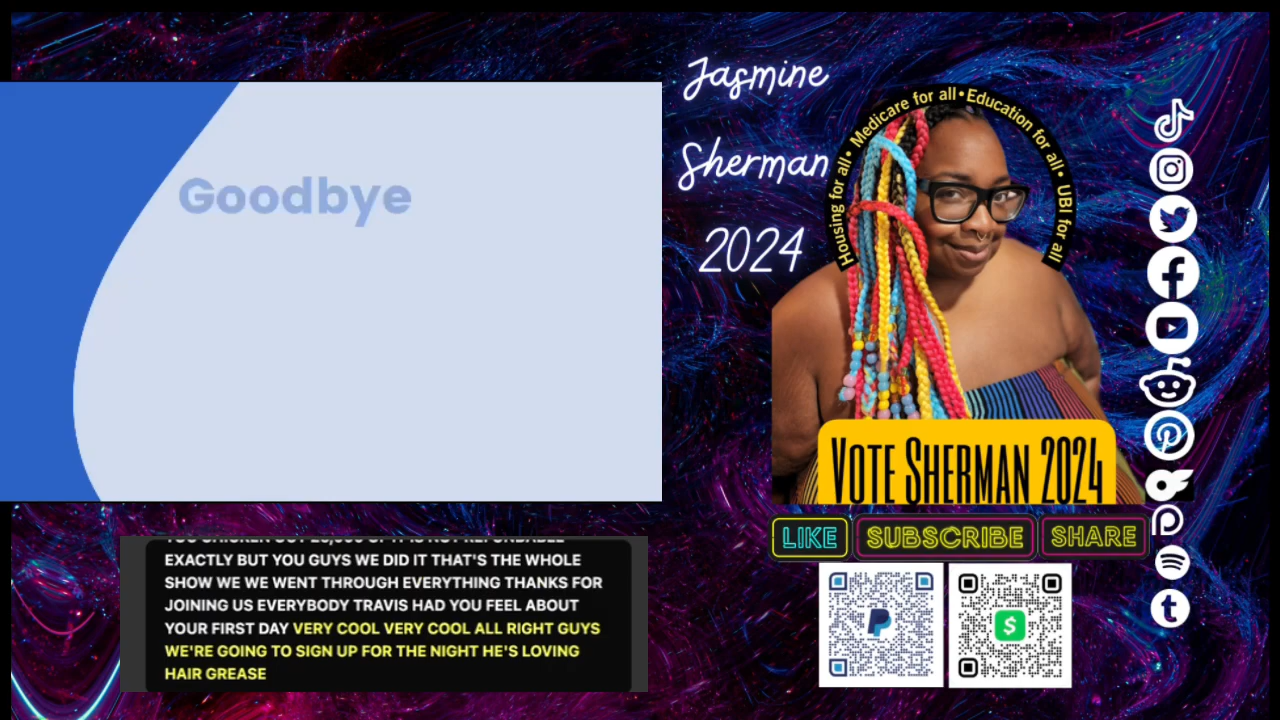 Jasmine
Sherman
2024
Housing for all • Medicare for all • Education for all • UBI for all
Goodbye
VOTE SHERMAN 2024
LIKE
SUBSCRIBE
SHARE
EXACTLY BUT YOU GUYS WE DID IT THAT'S THE WHOLE
SHOW WE WE WENT THROUGH EVERYTHING THANKS FOR
JOINING US EVERYBODY TRAVIS HAD YOU FEEL ABOUT
YOUR FIRST DAY VERY COOL VERY COOL ALL RIGHT GUYS
WE'RE GOING TO SIGN UP FOR THE NIGHT HE'S LOVING
HAIR GREASE